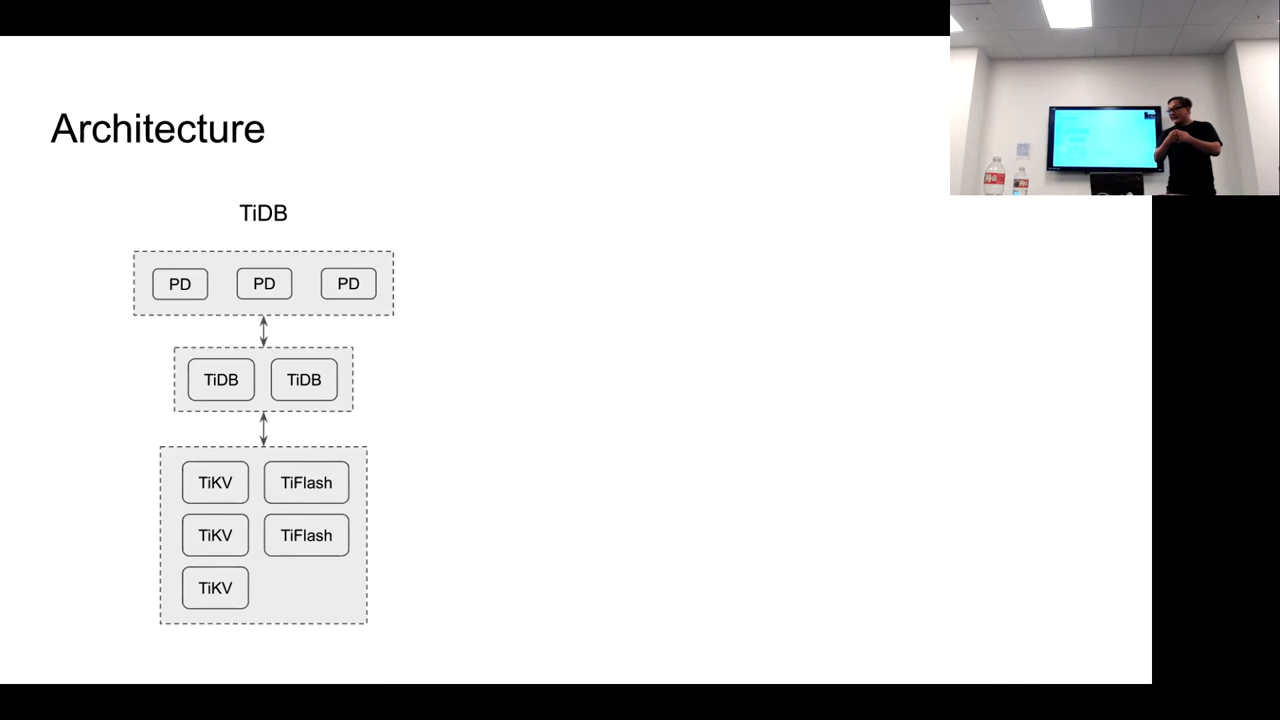 Architecture
TiDB
PD PD PD
TiDB TiDB
TiKV TiFlash
TiKV TiFlash
TiKV